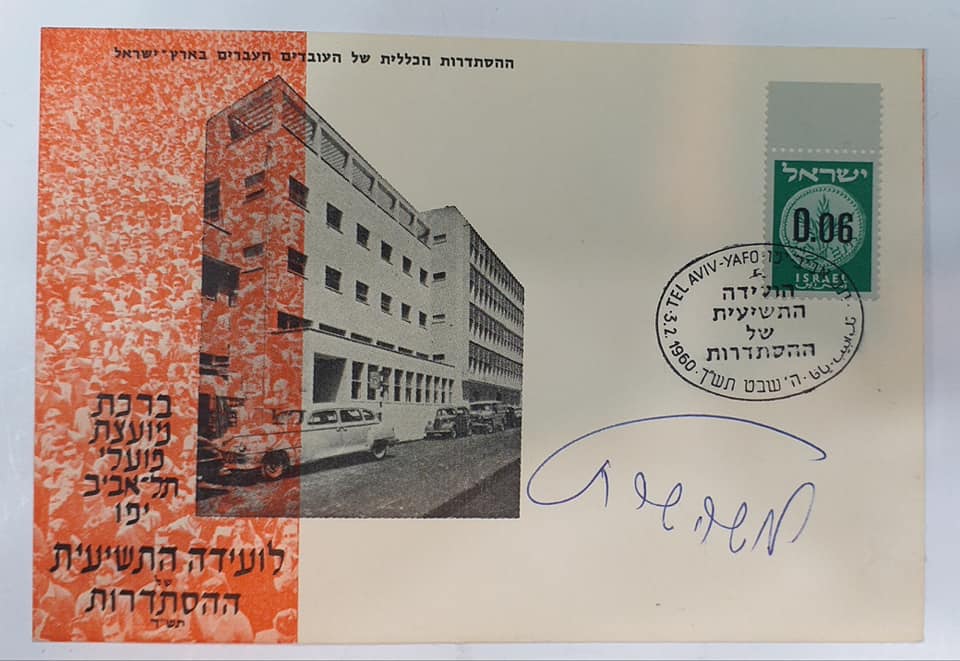 ההסתדרות הכללית של העובדים העברים בארץ־ישראל
ישראל
0.06
ISRAEL
TEL AVIV-YAFO
הועידה
התשיעית
של
ההסתדרות
3.2.1960
ה' שבט תש"ך
ברכת
מועצת
פועלי
תל־אביב
יפו
לועידה התשיעית
של
ההסתדרות
תש"ך